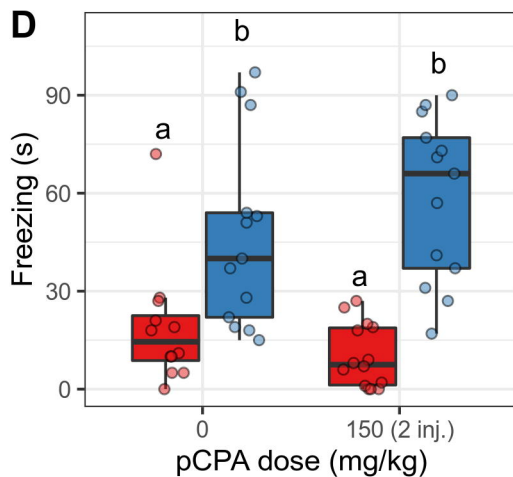 D
b
b
a
a
Freezing (s)
90
60
30
0
0
150 (2 inj.)
pCPA dose (mg/kg)